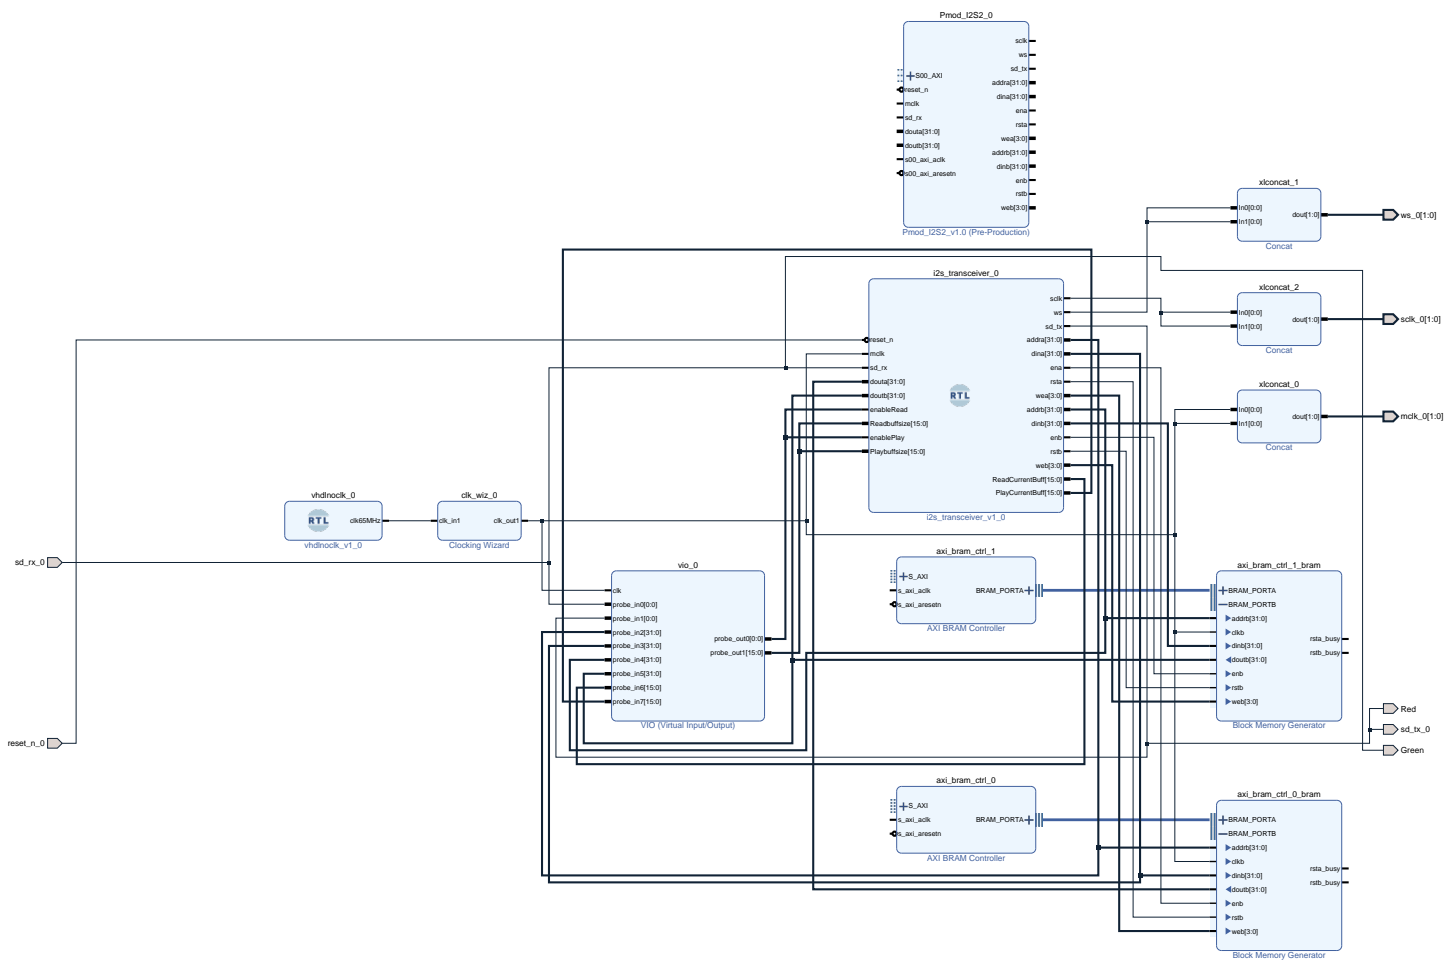 Pmod_I2S2_0
S00_AXI
reset_n
mclk
sd_rx
douta[31:0]
doutb[31:0]
s00_axi_aclk
s00_axi_aresetn
sclk
ws
sd_tx
addra[31:0]
dina[31:0]
ena
rsta
wea[3:0]
addrb[31:0]
dinb[31:0]
enb
rstb
web[3:0]
Pmod_I2S2_v1.0 (Pre-Production)
xlconcat_1
In0[0:0]
In1[0:0]
dout[1:0]
Concat
ws_0[1:0]
xlconcat_2
In0[0:0]
In1[0:0]
dout[1:0]
Concat
sclk_0[1:0]
xlconcat_0
In0[0:0]
In1[0:0]
dout[1:0]
Concat
mclk_0[1:0]
i2s_transceiver_0
reset_n
mclk
sd_rx
douta[31:0]
doutb[31:0]
enableRead
Readbuffsize[15:0]
enablePlay
Playbuffsize[15:0]
RTL
sclk
ws
sd_tx
addra[31:0]
dina[31:0]
ena
rsta
wea[3:0]
addrb[31:0]
dinb[31:0]
enb
rstb
web[3:0]
ReadCurrentBuff[15:0]
PlayCurrentBuff[15:0]
i2s_transceiver_v1_0
vhdlnoclk_0
RTL
clk65MHz
vhdlnoclk_v1_0
clk_wiz_0
clk_in1
clk_out1
Clocking Wizard
sd_rx_0
reset_n_0
vio_0
clk
probe_in0[0:0]
probe_in1[0:0]
probe_in2[31:0]
probe_in3[31:0]
probe_in4[31:0]
probe_in5[31:0]
probe_in6[15:0]
probe_in7[15:0]
probe_out0[0:0]
probe_out1[15:0]
VIO (Virtual Input/Output)
axi_bram_ctrl_1
S_AXI
s_axi_aclk
s_axi_aresetn
BRAM_PORTA
AXI BRAM Controller
axi_bram_ctrl_1_bram
BRAM_PORTA
BRAM_PORTB
addrb[31:0]
clkb
dinb[31:0]
doutb[31:0]
enb
rstb
web[3:0]
rsta_busy
rstb_busy
Block Memory Generator
Red
sd_tx_0
Green
axi_bram_ctrl_0
S_AXI
s_axi_aclk
s_axi_aresetn
BRAM_PORTA
AXI BRAM Controller
axi_bram_ctrl_0_bram
BRAM_PORTA
BRAM_PORTB
addrb[31:0]
clkb
dinb[31:0]
doutb[31:0]
enb
rstb
web[3:0]
rsta_busy
rstb_busy
Block Memory Generator